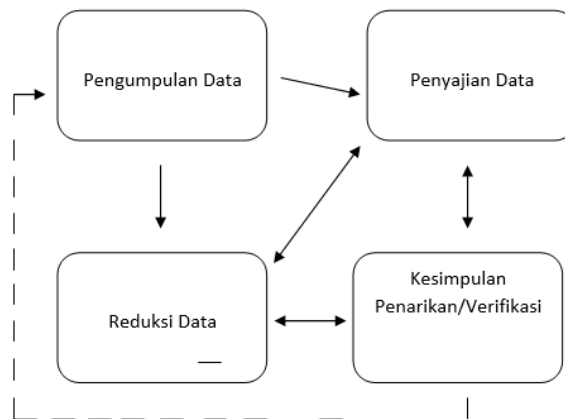 Pengumpulan Data
Penyajian Data
Reduksi Data
Kesimpulan
Penarikan/Verifikasi